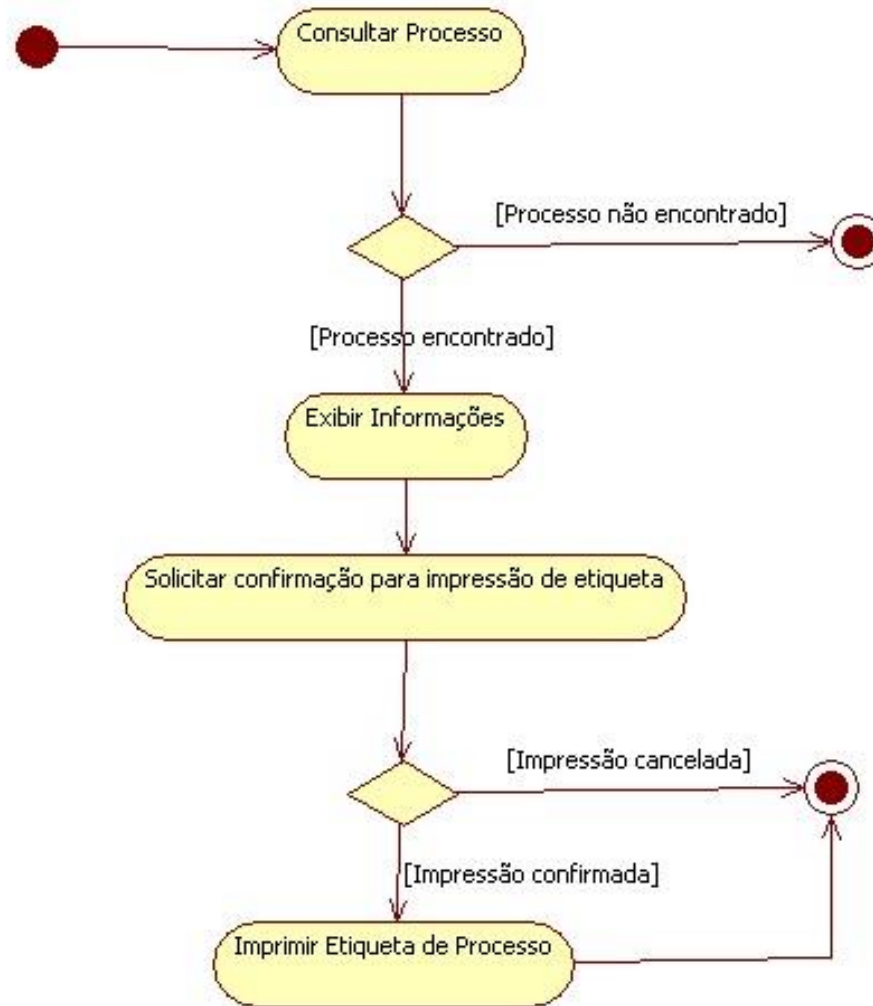 Consultar Processo
[Processo não encontrado]
[Processo encontrado]
Exibir Informações
Solicitar confirmação para impressão de etiqueta
[Impressão cancelada]
[Impressão confirmada]
Imprimir Etiqueta de Processo